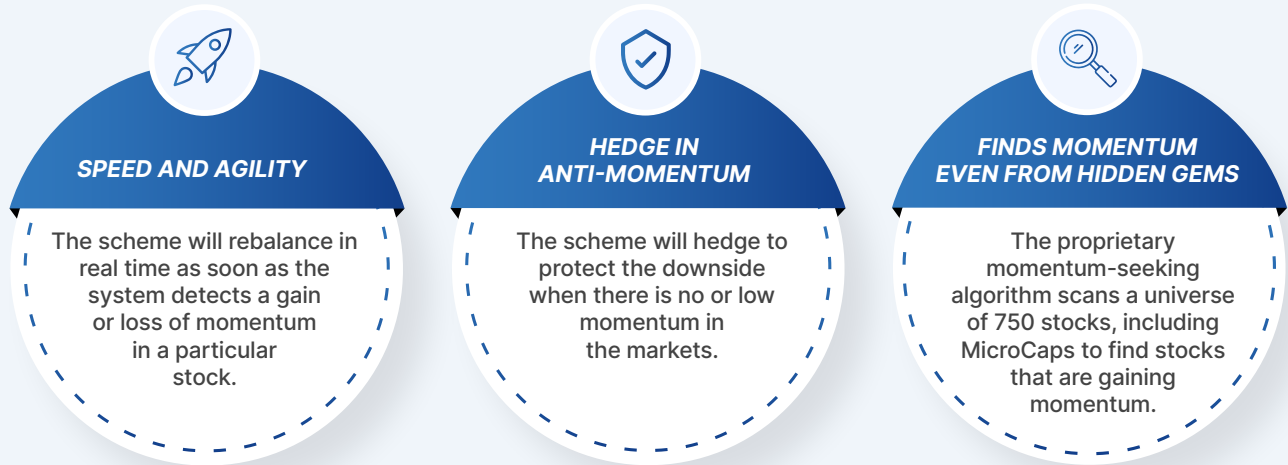 SPEED AND AGILITY
The scheme will rebalance in
real time as soon as the
system detects a gain
or loss of momentum
in a particular
stock.
HEDGE IN
ANTI-MOMENTUM
The scheme will hedge to
protect the downside
when there is no or low
momentum in
the markets.
FINDS MOMENTUM
EVEN FROM HIDDEN GEMS
The proprietary
momentum-seeking
algorithm scans a universe
of 750 stocks, including
MicroCaps to find stocks
that are gaining
momentum.